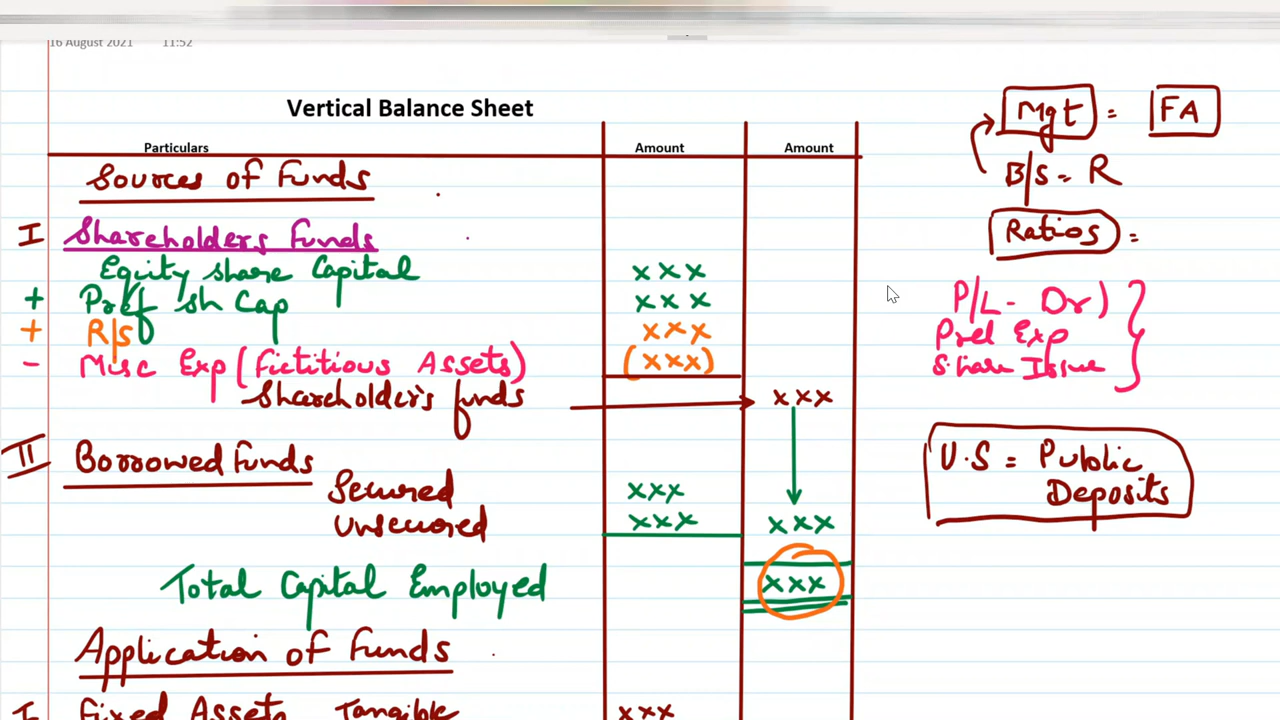 16 August 2021 11:52
Vertical Balance Sheet
Particulars Amount Amount
Sources of Funds
I Shareholders Funds
Equity share Capital xxx
+ Pref sh Cap xxx
+ R/s xxx
- Misc Exp (Fictitious Assets) (xxx)
Shareholder's funds xxx
II Borrowed Funds
Secured xxx
Unsecured xxx xxx
Total Capital Employed xxx
Application of Funds
I Fixed Assets Tangible xxx
Mgt = FA
B/S = R
Ratios =
P/L - Dr)
Prel Exp
Share Issue
U.S = Public
Deposits